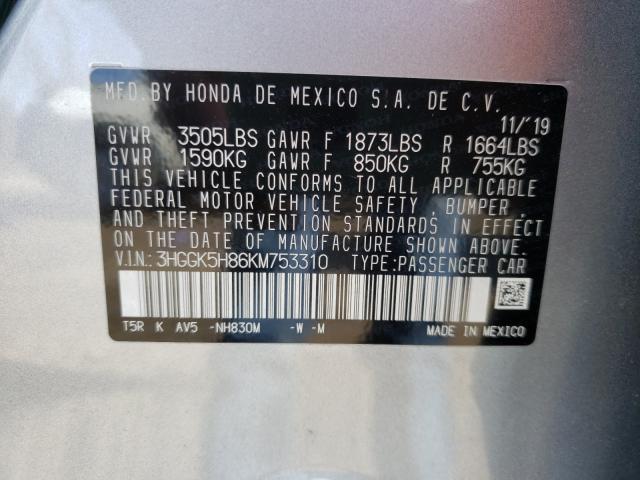 MFD. BY HONDA DE MEXICO S.A. DE C.V.
11/'19
GVWR 3505LBS GAWR F 1873LBS R 1664LBS
GVWR 1590KG GAWR F 850KG R 755KG
THIS VEHICLE CONFORMS TO ALL APPLICABLE
FEDERAL MOTOR VEHICLE SAFETY , BUMPER ,
AND THEFT PREVENTION STANDARDS IN EFFECT
ON THE DATE OF MANUFACTURE SHOWN ABOVE.
V.I.N.: 3HGGK5H86KM753310 TYPE:PASSENGER CAR
T5R K AV5 -NH830M -W -M MADE IN MEXICO